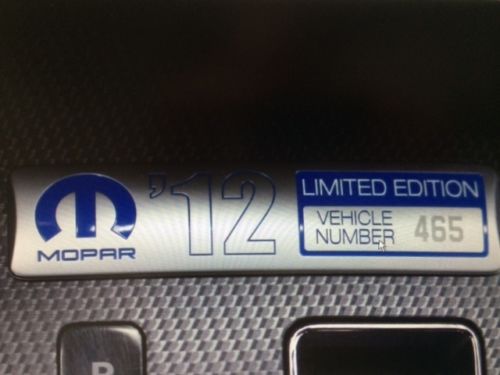 MOPAR
'12
LIMITED EDITION
VEHICLE
NUMBER
465